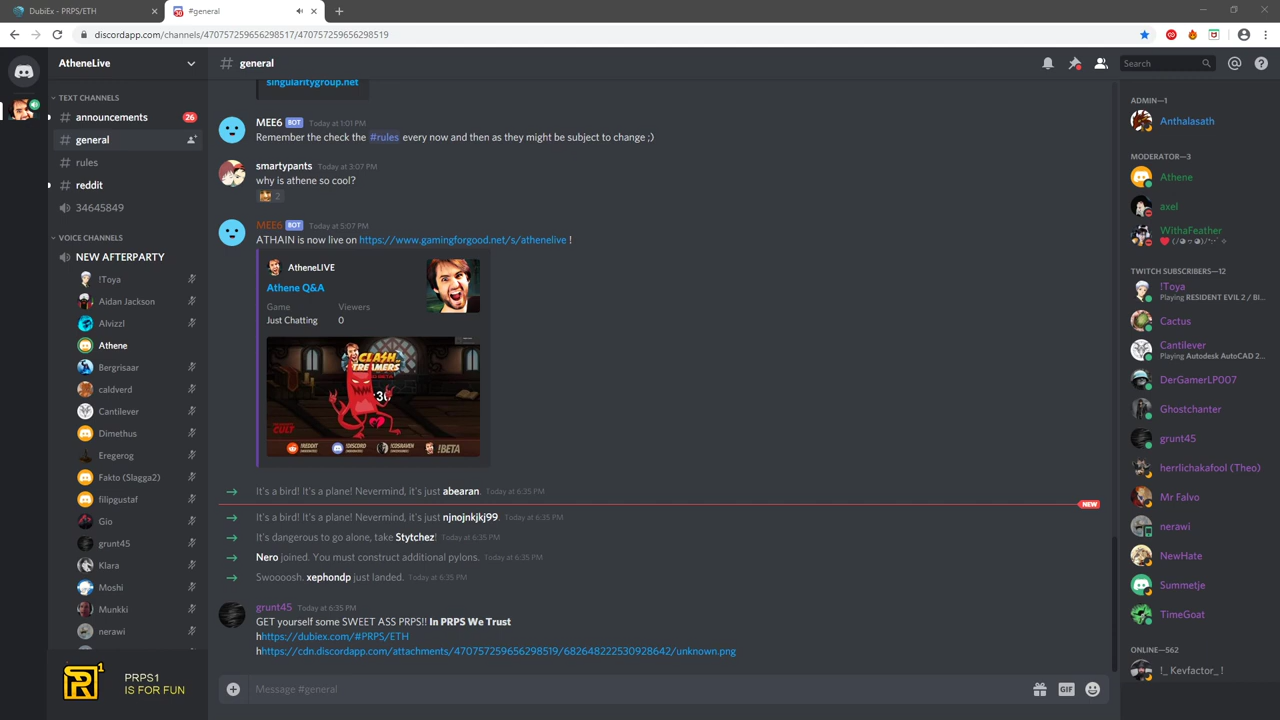 DubiEx - PRPS/ETH
#general
discordapp.com/channels/470757259656298517/470757259656298519
AtheneLive
TEXT CHANNELS
announcements
26
general
rules
reddit
34645849
VOICE CHANNELS
NEW AFTERPARTY
!Toya
Aidan Jackson
Alvizzl
Athene
Bergrisaar
caldverd
Cantilever
Dimethus
Eregerog
Fakto (Slagga2)
filipgustaf
Gio
grunt45
Klara
Moshi
Munkki
nerawi
PRPS1
IS FOR FUN
# general
Search
singularitygroup.net
MEE6 BOT Today at 1:01 PM
Remember the check the #rules every now and then as they might be subject to change ;)
smartypants Today at 3:07 PM
why is athene so cool?
2
MEE6 BOT Today at 5:07 PM
ATHAIN is now live on https://www.gamingforgood.net/s/athenelive !
AtheneLIVE
Athene Q&A
Game Viewers
Just Chatting 0
CLASH
STREAMERS
CULT
!REDDIT !DISCORD !BETA
It's a bird! It's a plane! Nevermind, it's just abearan. Today at 6:35 PM
NEW
It's a bird! It's a plane! Nevermind, it's just njnojnkjkj99. Today at 6:35 PM
It's dangerous to go alone, take Stytchez! Today at 6:35 PM
Nero joined. You must construct additional pylons. Today at 6:35 PM
Swoooosh. xephondp just landed. Today at 6:35 PM
grunt45 Today at 6:35 PM
GET yourself some SWEET ASS PRPS!! In PRPS We Trust
hhttps://dubiex.com/#PRPS/ETH
hhttps://cdn.discordapp.com/attachments/470757259656298519/682648222530928642/unknown.png
Message #general
GIF
ADMIN—1
Anthalasath
MODERATOR—3
Athene
axel
WithaFeather
TWITCH SUBSCRIBERS—12
!Toya
Playing RESIDENT EVIL 2 / BI...
Cactus
Cantilever
Playing Autodesk AutoCAD 2...
DerGamerLP007
Ghostchanter
grunt45
herrlichakafool (Theo)
Mr Falvo
nerawi
NewHate
Summetje
TimeGoat
ONLINE—562
!_ Kevfactor_ !